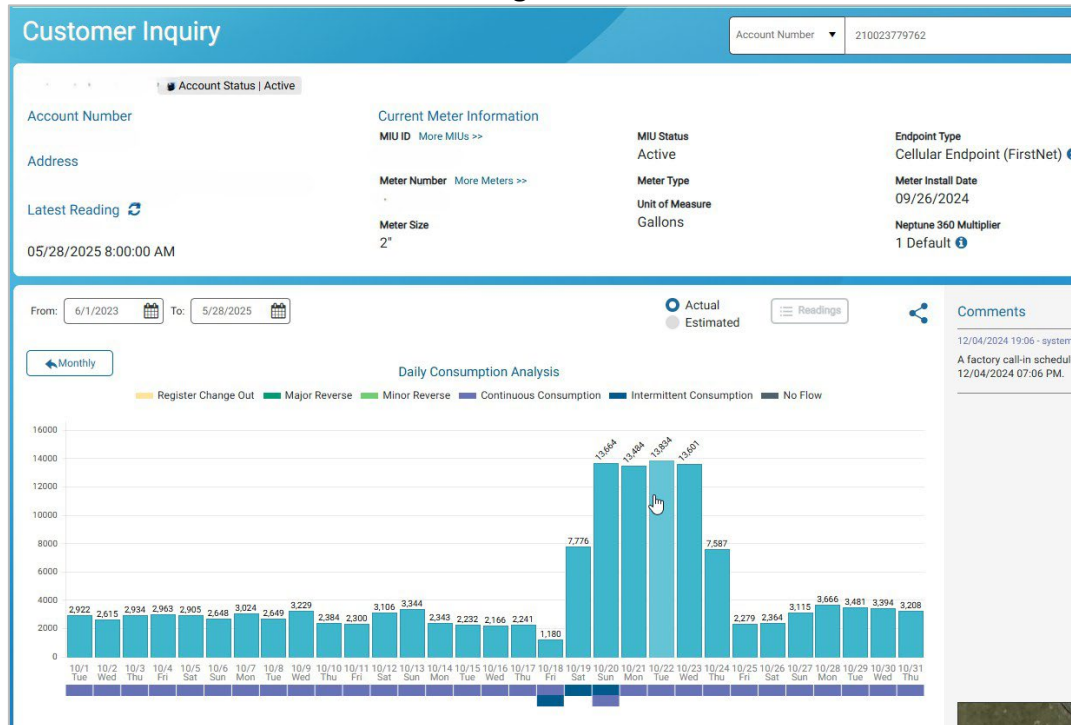 Customer Inquiry
Account Number
210023779762
Account Status | Active
Account Number
Address
Latest Reading
05/28/2025 8:00:00 AM
Current Meter Information
MIU ID More MIUs >>
MIU Status
Active
Endpoint Type
Cellular Endpoint (FirstNet)
Meter Number More Meters >>
Meter Type
Meter Install Date
09/26/2024
Unit of Measure
Gallons
Meter Size
2"
Neptune 360 Multiplier
1 Default
From: 6/1/2023 To: 5/28/2025
Actual
Estimated
Readings
Comments
12/04/2024 19:06 - system
A factory call-in schedul
12/04/2024 07:06 PM.
Monthly
Daily Consumption Analysis
Register Change Out Major Reverse Minor Reverse Continuous Consumption Intermittent Consumption No Flow
16000
14000
12000
10000
8000
6000
4000
2000
0
2,922 2,615 2,934 2,963 2,905 2,648 3,024 2,649 3,229 2,384 2,300 3,106 3,344 2,343 2,232 2,166 2,241 1,180 7,776 13,664 13,484 13,834 13,601 7,587 2,279 2,364 3,115 3,666 3,481 3,394 3,208
10/1 10/2 10/3 10/4 10/5 10/6 10/7 10/8 10/9 10/10 10/11 10/12 10/13 10/14 10/15 10/16 10/17 10/18 10/19 10/20 10/21 10/22 10/23 10/24 10/25 10/26 10/27 10/28 10/29 10/30 10/31
Tue Wed Thu Fri Sat Sun Mon Tue Wed Thu Fri Sat Sun Mon Tue Wed Thu Fri Sat Sun Mon Tue Wed Thu Fri Sat Sun Mon Tue Wed Thu